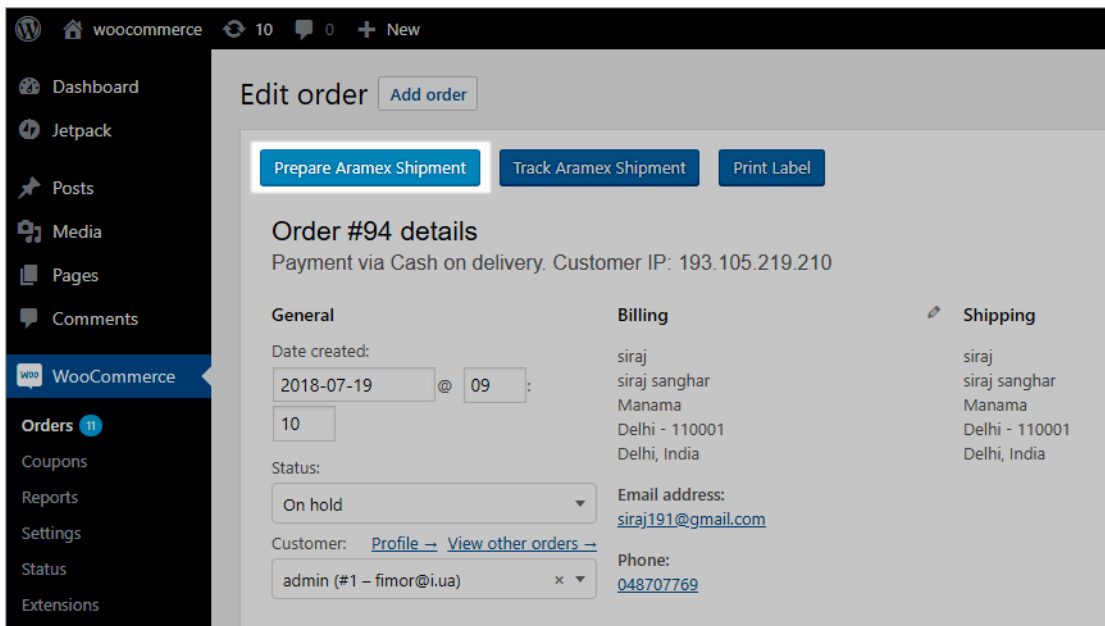 woocommerce 10 0 + New
Dashboard
Jetpack
Posts
Media
Pages
Comments
WooCommerce
Orders 11
Coupons
Reports
Settings
Status
Extensions
Edit order Add order
Prepare Aramex Shipment Track Aramex Shipment Print Label
Order #94 details
Payment via Cash on delivery. Customer IP: 193.105.219.210
General
Date created:
2018-07-19 @ 09 :
10
Status:
On hold
Customer: Profile → View other orders →
admin (#1 – fimor@i.ua) ×
Billing
siraj
siraj sanghar
Manama
Delhi - 110001
Delhi, India
Email address:
siraj191@gmail.com
Phone:
048707769
Shipping
siraj
siraj sanghar
Manama
Delhi - 110001
Delhi, India